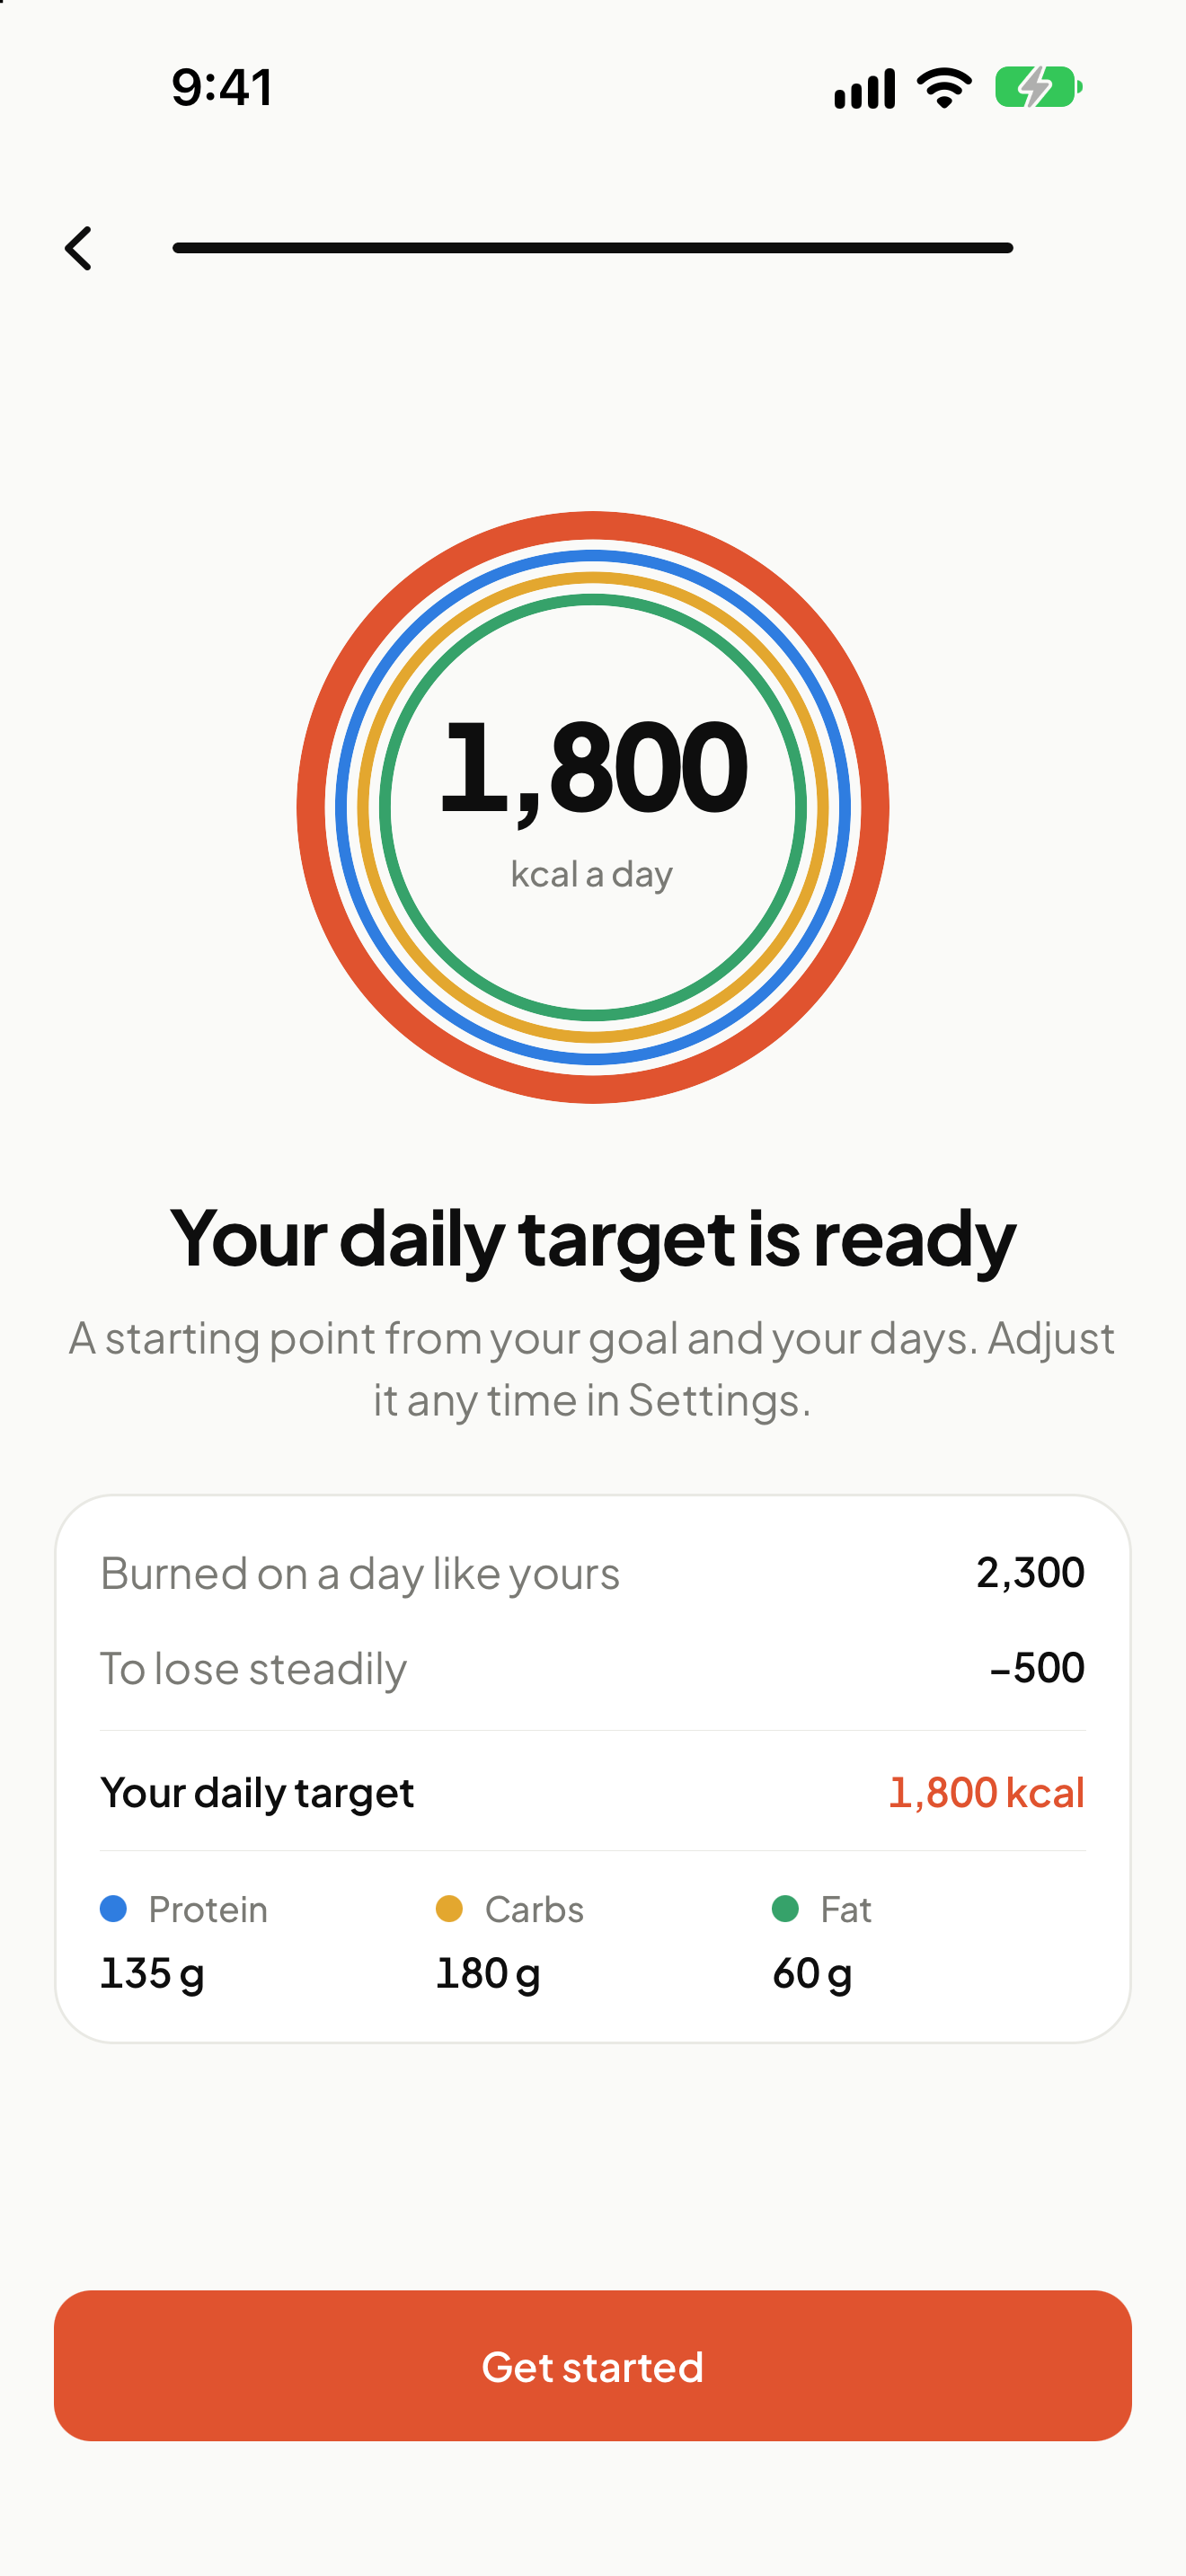 9:41
1,800
kcal a day
Your daily target is ready
A starting point from your goal and your days. Adjust
it any time in Settings.
Burned on a day like yours 2,300
To lose steadily –500
Your daily target 1,800 kcal
Protein Carbs Fat
135 g 180 g 60 g
Get started